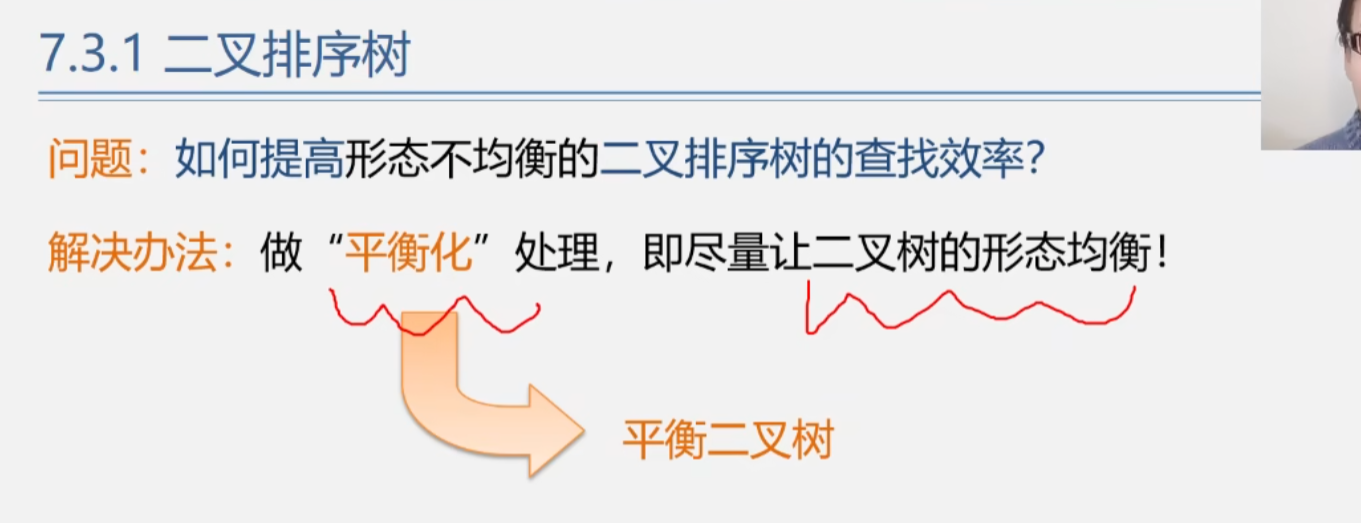 7.3.1 二叉排序树
问题：如何提高形态不均衡的二叉排序树的查找效率？
解决办法：做“平衡化”处理，即尽量让二叉树的形态均衡！
平衡二叉树